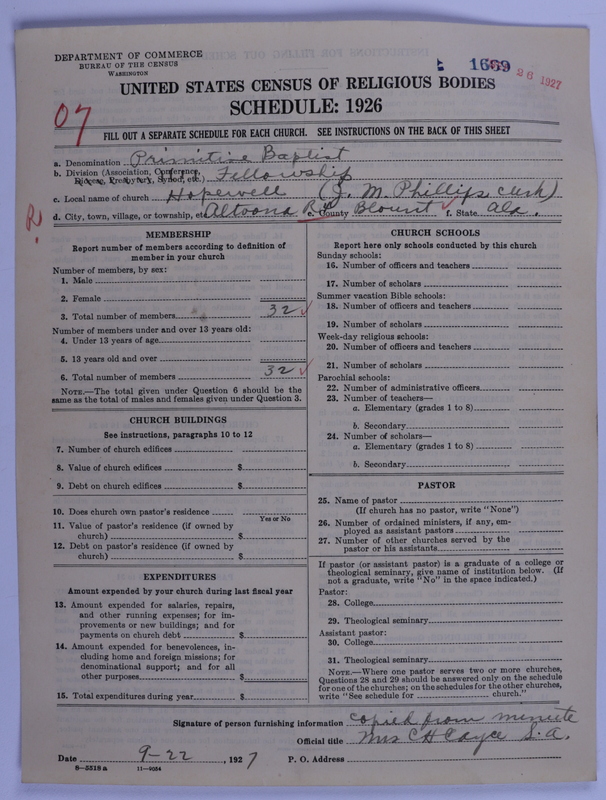 DEPARTMENT OF COMMERCE
BUREAU OF THE CENSUS
WASHINGTON
1669
26 1927
UNITED STATES CENSUS OF RELIGIOUS BODIES
SCHEDULE: 1926
07
FILL OUT A SEPARATE SCHEDULE FOR EACH CHURCH. SEE INSTRUCTIONS ON THE BACK OF THIS SHEET
a. Denomination Primitive Baptist
b. Division (Association, Conference, Diocese, Presbytery, Synod, etc.) Fellowship
c. Local name of church Hopewell (J. M. Phillips clerk)
d. City, town, village, or township, Altoona e. County Blount f. State Ala.
R.
MEMBERSHIP
Report number of members according to definition of
member in your church
Number of members, by sex:
1. Male
2. Female
3. Total number of members 32
Number of members under and over 13 years old:
4. Under 13 years of age
5. 13 years old and over
6. Total number of members 32
NOTE.—The total given under Question 6 should be the
same as the total of males and females given under Question 3.
CHURCH BUILDINGS
See instructions, paragraphs 10 to 12
7. Number of church edifices
8. Value of church edifices $
9. Debt on church edifices $
10. Does church own pastor's residence
Yes or No
11. Value of pastor's residence (if owned by
church) $
12. Debt on pastor's residence (if owned by
church) $
EXPENDITURES
Amount expended by your church during last fiscal year
13. Amount expended for salaries, repairs,
and other running expenses; for im-
provements or new buildings; and for
payments on church debt $
14. Amount expended for benevolences, in-
cluding home and foreign missions; for
denominational support; and for all
other purposes $
15. Total expenditures during year $
CHURCH SCHOOLS
Report here only schools conducted by this church
Sunday schools:
16. Number of officers and teachers
17. Number of scholars
Summer vacation Bible schools:
18. Number of officers and teachers
19. Number of scholars
Week-day religious schools:
20. Number of officers and teachers
21. Number of scholars
Parochial schools:
22. Number of administrative officers
23. Number of teachers—
a. Elementary (grades 1 to 8)
b. Secondary
24. Number of scholars—
a. Elementary (grades 1 to 8)
b. Secondary
PASTOR
25. Name of pastor
(If church has no pastor, write "None")
26. Number of ordained ministers, if any, em-
ployed as assistant pastors
27. Number of other churches served by the
pastor or his assistants
If pastor (or assistant pastor) is a graduate of a college or
theological seminary, give name of institution below. (If
not a graduate, write "No" in the space indicated.)
Pastor:
28. College
29. Theological seminary
Assistant pastor:
30. College
31. Theological seminary
NOTE.—Where one pastor serves two or more churches,
Questions 28 and 29 should be answered only on the schedule
for one of the churches; on the schedules for the other churches,
write "See schedule for church."
Signature of person furnishing information copied from minute
Official title Mrs C H Cayce S.A.
Date 9-22, 1927 P. O. Address
8—5518 a 11—9034